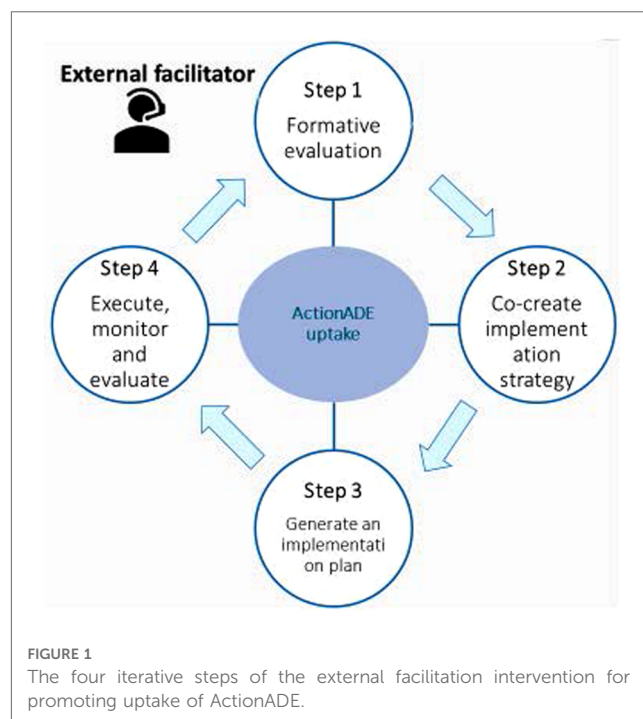 External facilitator
Step 1
Formative
evaluation
Step 2
Co-create
implement
ation
strategy
Step 3
Generate an
implementati
on plan
Step 4
Execute,
monitor
and
evaluate
ActionADE
uptake
FIGURE 1
The four iterative steps of the external facilitation intervention for
promoting uptake of ActionADE.